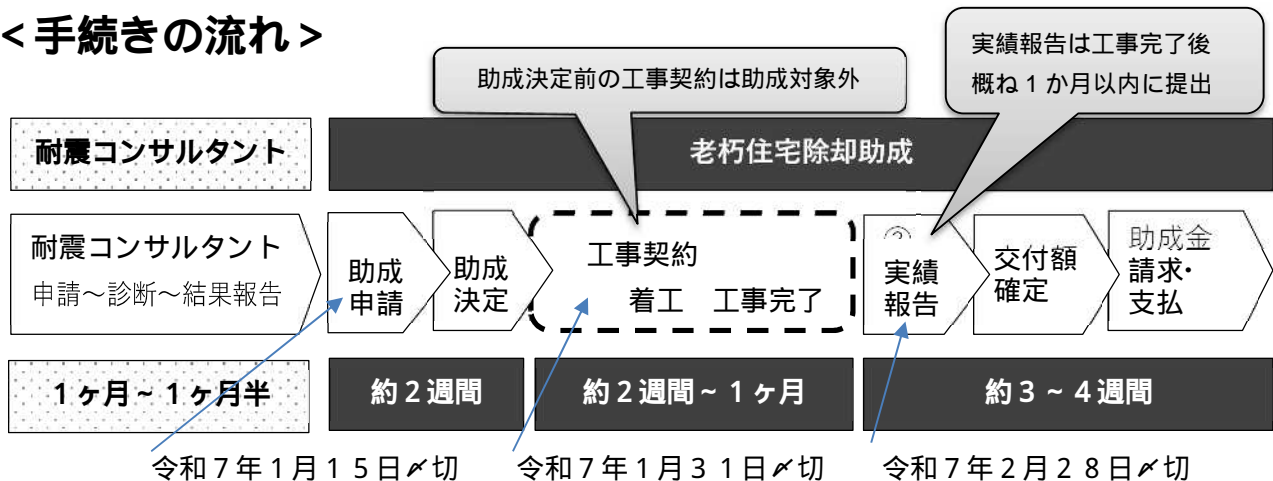 <手続きの流れ>
助成決定前の工事契約は助成対象外
実績報告は工事完了後
概ね1か月以内に提出
耐震コンサルタント
老朽住宅除却助成
耐震コンサルタント
申請～診断～結果報告
助成
申請
助成
決定
工事契約
着工 工事完了
実績
報告
交付額
確定
助成金
請求・
支払
1ヶ月～1ヶ月半
約2週間
約2週間～1ヶ月
約3～4週間
令和7年1月15日〆切
令和7年1月31日〆切
令和7年2月28日〆切